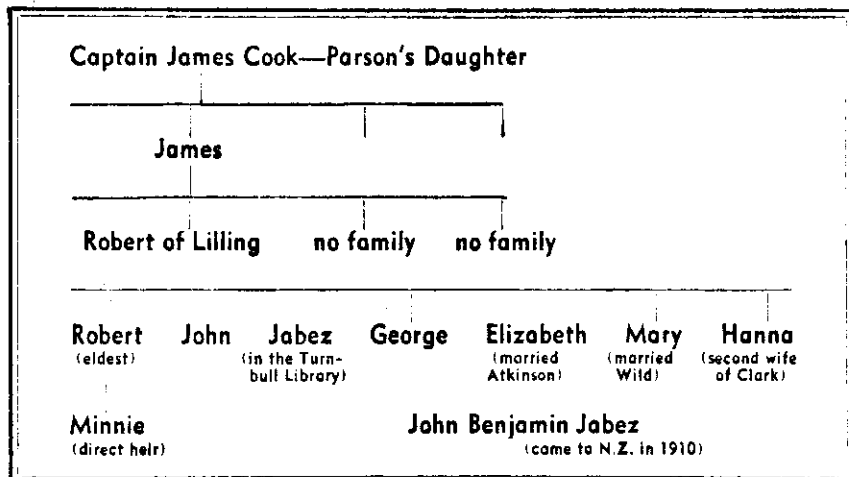 Captain James Cook—Parson's Daughter
James
Robert of Lilling no family no family
Robert John Jabez George Elizabeth Mary Hanna
(eldest) (in the Turn- (married (married (second wife
bull Library) Atkinson) Wild) of Clark)
Minnie John Benjamin Jabez
(direct heir) (came to N.Z. in 1910)